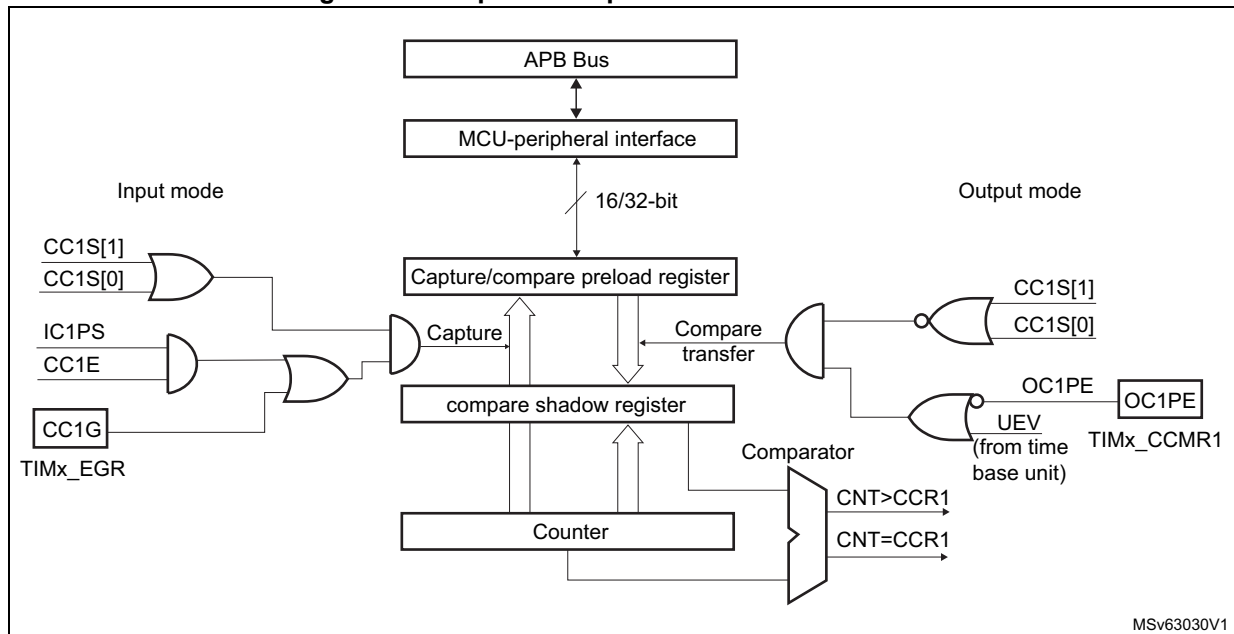 APB Bus
MCU-peripheral interface
Input mode
16/32-bit
Output mode
CC1S[1]
CC1S[0]
Capture/compare preload register
CC1S[1]
CC1S[0]
IC1PS
CC1E
Capture
Compare
transfer
OC1PE
OC1PE
CC1G
TIMx_EGR
compare shadow register
UEV
(from time
base unit)
TIMx_CCMR1
Comparator
CNT>CCR1
Counter
CNT=CCR1
MSv63030V1